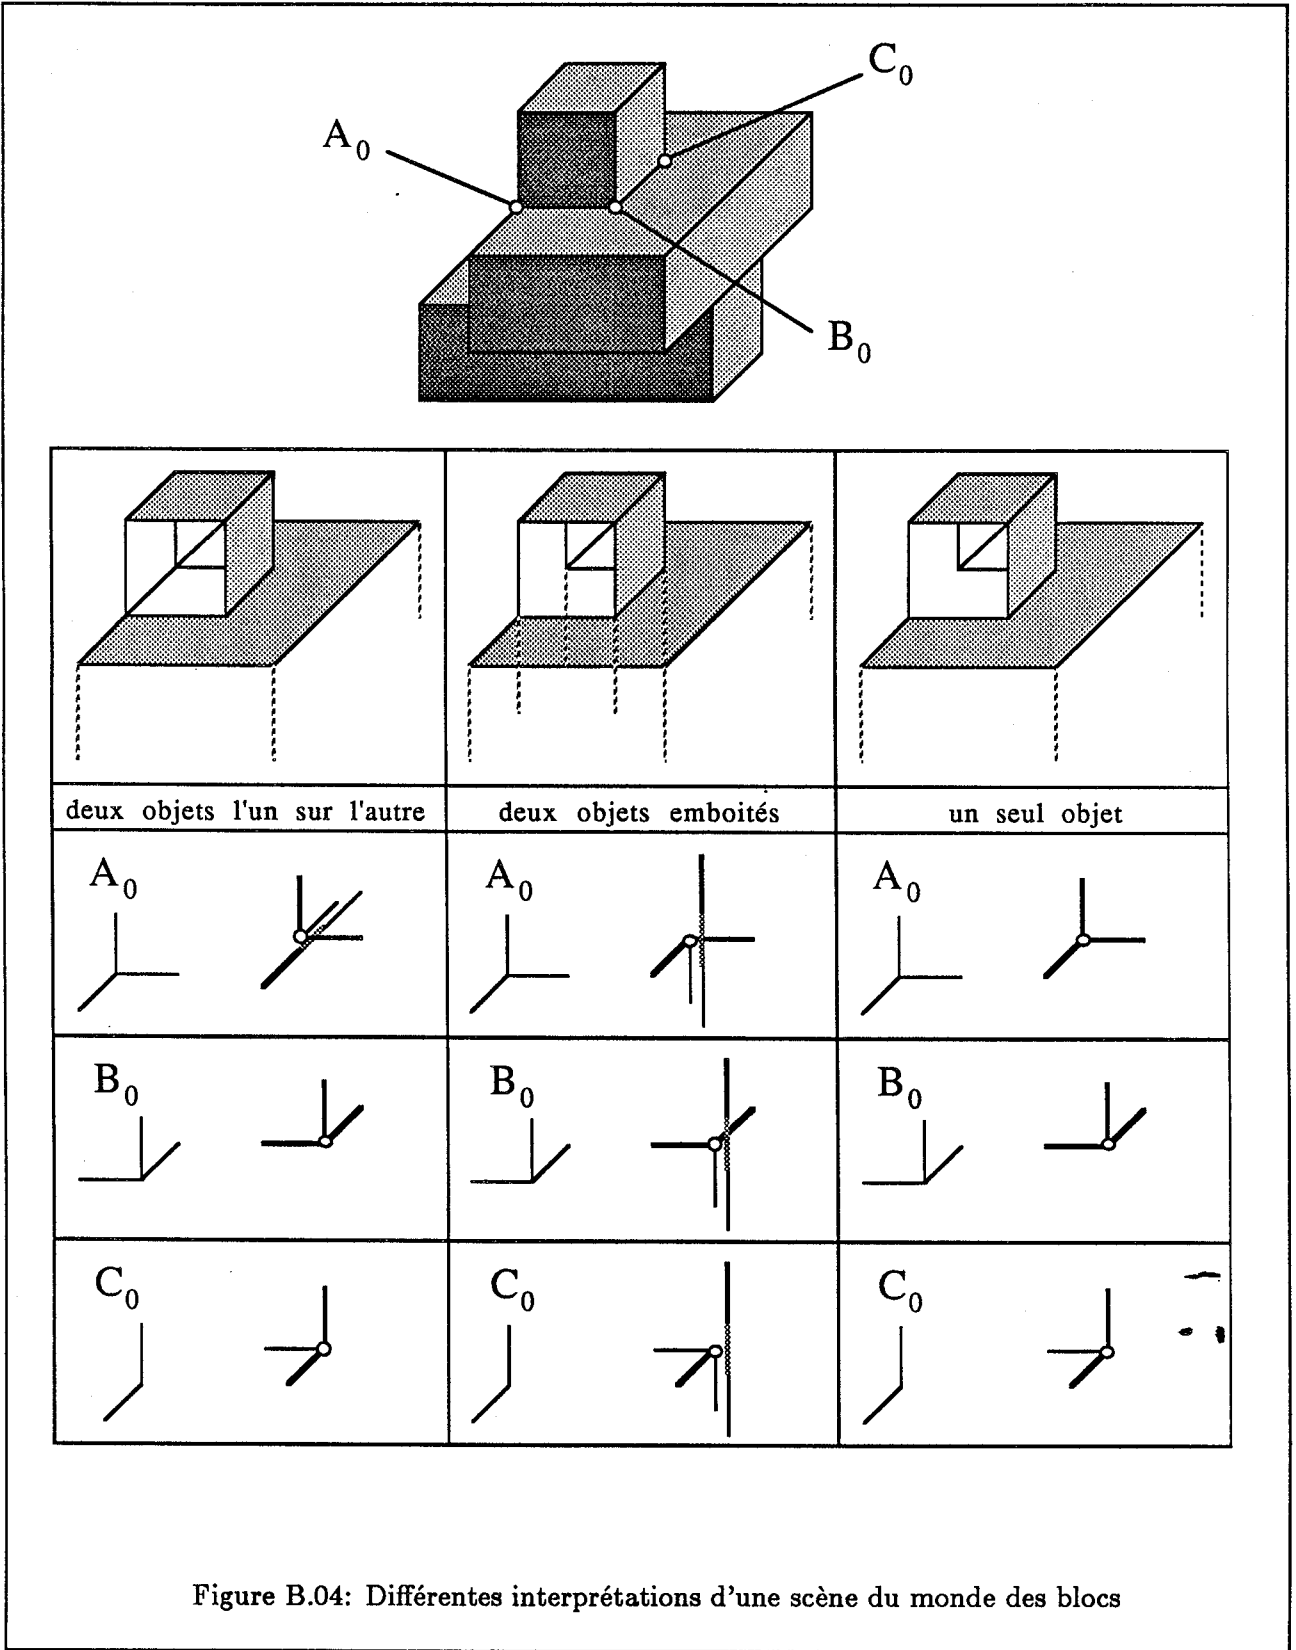 C0
A0
B0
deux objets l'un sur l'autre deux objets emboités un seul objet
A0 A0 A0
B0 B0 B0
C0 C0 C0
Figure B.04: Différentes interprétations d'une scène du monde des blocs